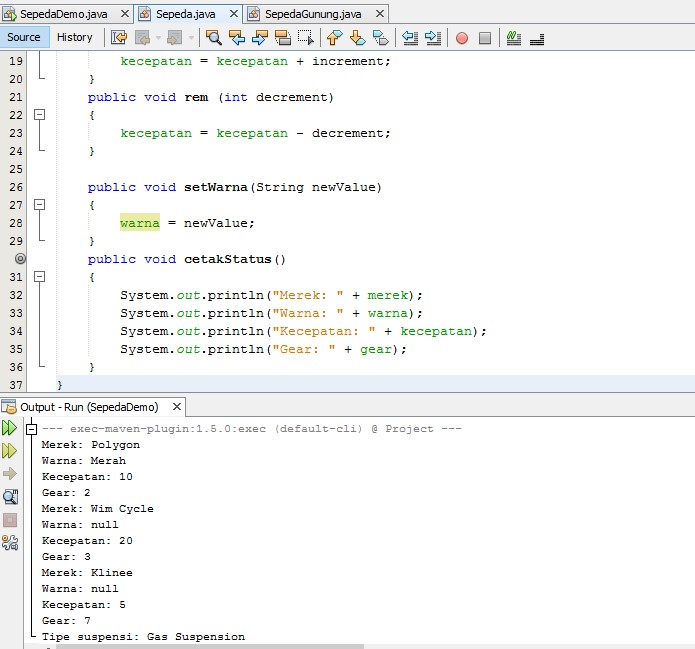 SepedaDemo.java
Sepeda.java
SepedaGunung.java
Source History
19 kecepatan = kecepatan + increment;
20 }
21 public void rem (int decrement)
22 {
23 kecepatan = kecepatan - decrement;
24 }
25
26 public void setWarna(String newValue)
27 {
28 warna = newValue;
29 }
public void cetakStatus()
31 {
32 System.out.println("Merek: " + merek);
33 System.out.println("Warna: " + warna);
34 System.out.println("Kecepatan: " + kecepatan);
35 System.out.println("Gear: " + gear);
36 }
37 }
Output - Run (SepedaDemo)
--- exec-maven-plugin:1.5.0:exec (default-cli) @ Project ---
Merek: Polygon
Warna: Merah
Kecepatan: 10
Gear: 2
Merek: Wim Cycle
Warna: null
Kecepatan: 20
Gear: 3
Merek: Klinee
Warna: null
Kecepatan: 5
Gear: 7
Tipe suspensi: Gas Suspension